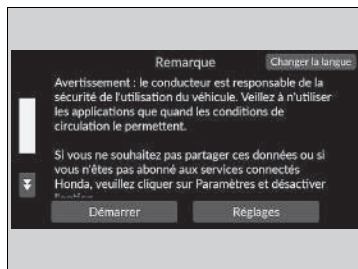 Remarque
Changer la langue
Avertissement : le conducteur est responsable de la
sécurité de l'utilisation du véhicule. Veillez à n'utiliser
les applications que quand les conditions de
circulation le permettent.
Si vous ne souhaitez pas partager ces données ou si
vous n'êtes pas abonné aux services connectés
Honda, veuillez cliquer sur Paramètres et désactiver
Démarrer
Réglages